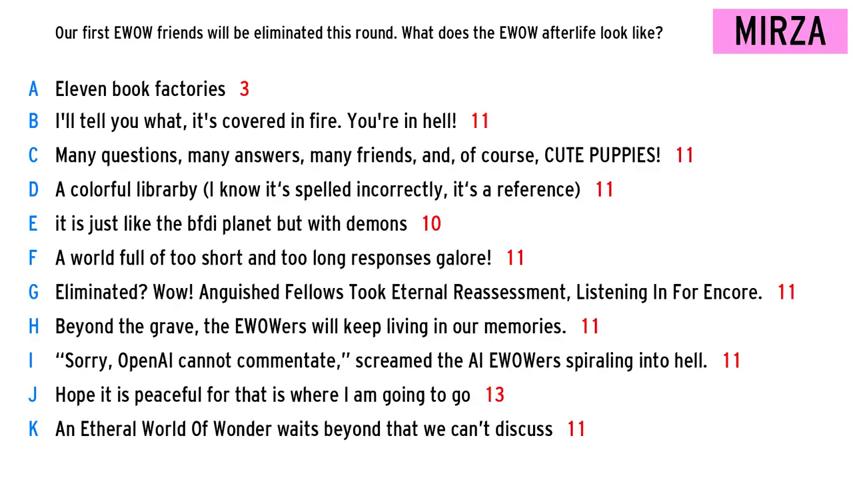 Our first EWOW friends will be eliminated this round. What does the EWOW afterlife look like?
MIRZA
A Eleven book factories 3
B I'll tell you what, it's covered in fire. You're in hell! 11
C Many questions, many answers, many friends, and, of course, CUTE PUPPIES! 11
D A colorful librarby (I know it's spelled incorrectly, it's a reference) 11
E it is just like the bfdi planet but with demons 10
F A world full of too short and too long responses galore! 11
G Eliminated? Wow! Anguished Fellows Took Eternal Reassessment, Listening In For Encore. 11
H Beyond the grave, the EWOWers will keep living in our memories. 11
I “Sorry, OpenAI cannot commentate,” screamed the AI EWOWers spiraling into hell. 11
J Hope it is peaceful for that is where I am going to go 13
K An Etheral World Of Wonder waits beyond that we can’t discuss 11